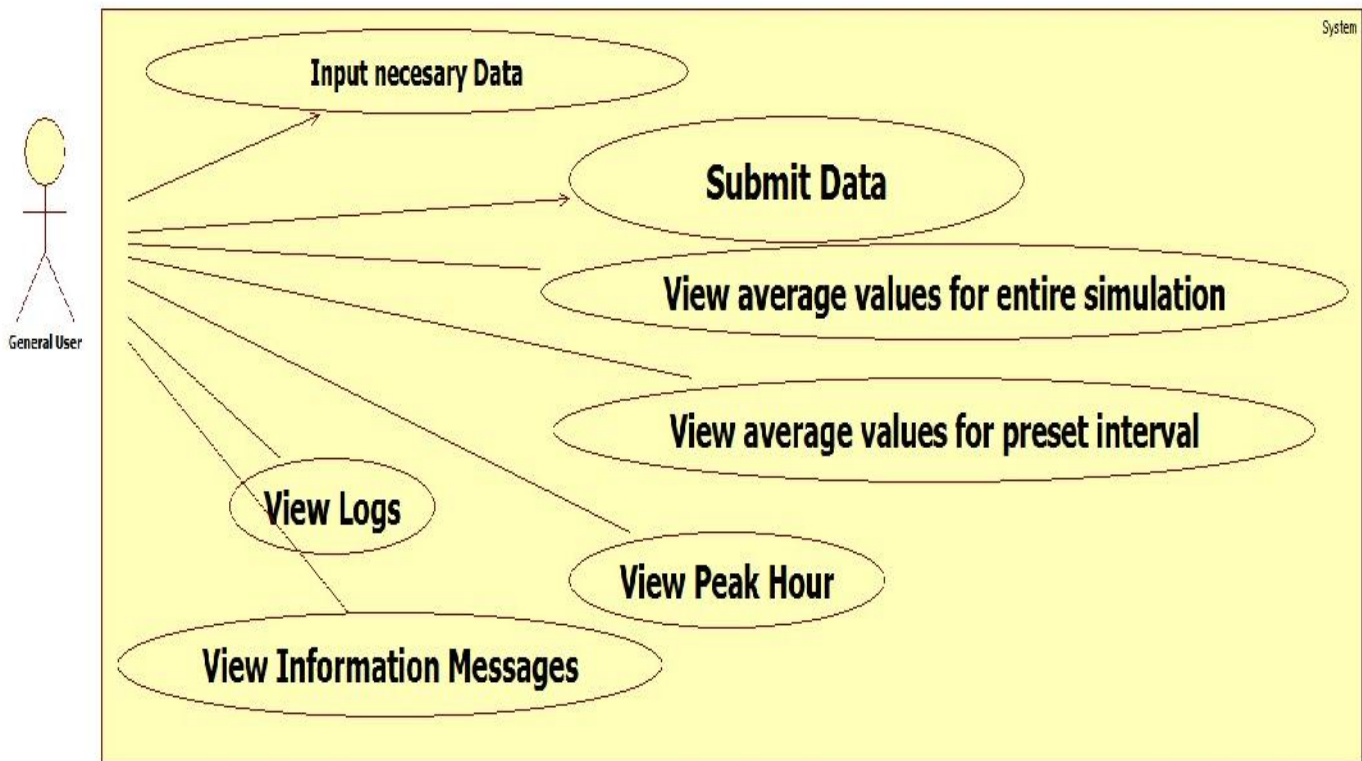 System
Input necesary Data
Submit Data
View average values for entire simulation
General User
View average values for preset interval
View Logs
View Peak Hour
View Information Messages